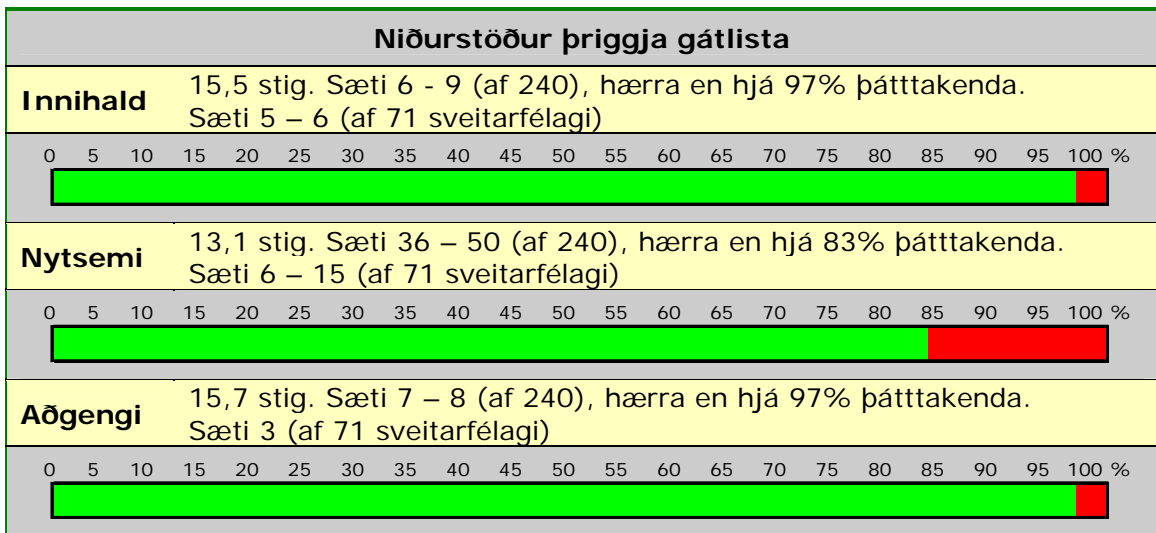 Niðurstöður þriggja gátlista
Innihald
15,5 stig. Sæti 6 - 9 (af 240), hærra en hjá 97% þátttakenda.
Sæti 5 – 6 (af 71 sveitarfélagi)
0 5 10 15 20 25 30 35 40 45 50 55 60 65 70 75 80 85 90 95 100 %
Nytsemi
13,1 stig. Sæti 36 – 50 (af 240), hærra en hjá 83% þátttakenda.
Sæti 6 – 15 (af 71 sveitarfélagi)
0 5 10 15 20 25 30 35 40 45 50 55 60 65 70 75 80 85 90 95 100 %
Aðgengi
15,7 stig. Sæti 7 – 8 (af 240), hærra en hjá 97% þátttakenda.
Sæti 3 (af 71 sveitarfélagi)
0 5 10 15 20 25 30 35 40 45 50 55 60 65 70 75 80 85 90 95 100 %